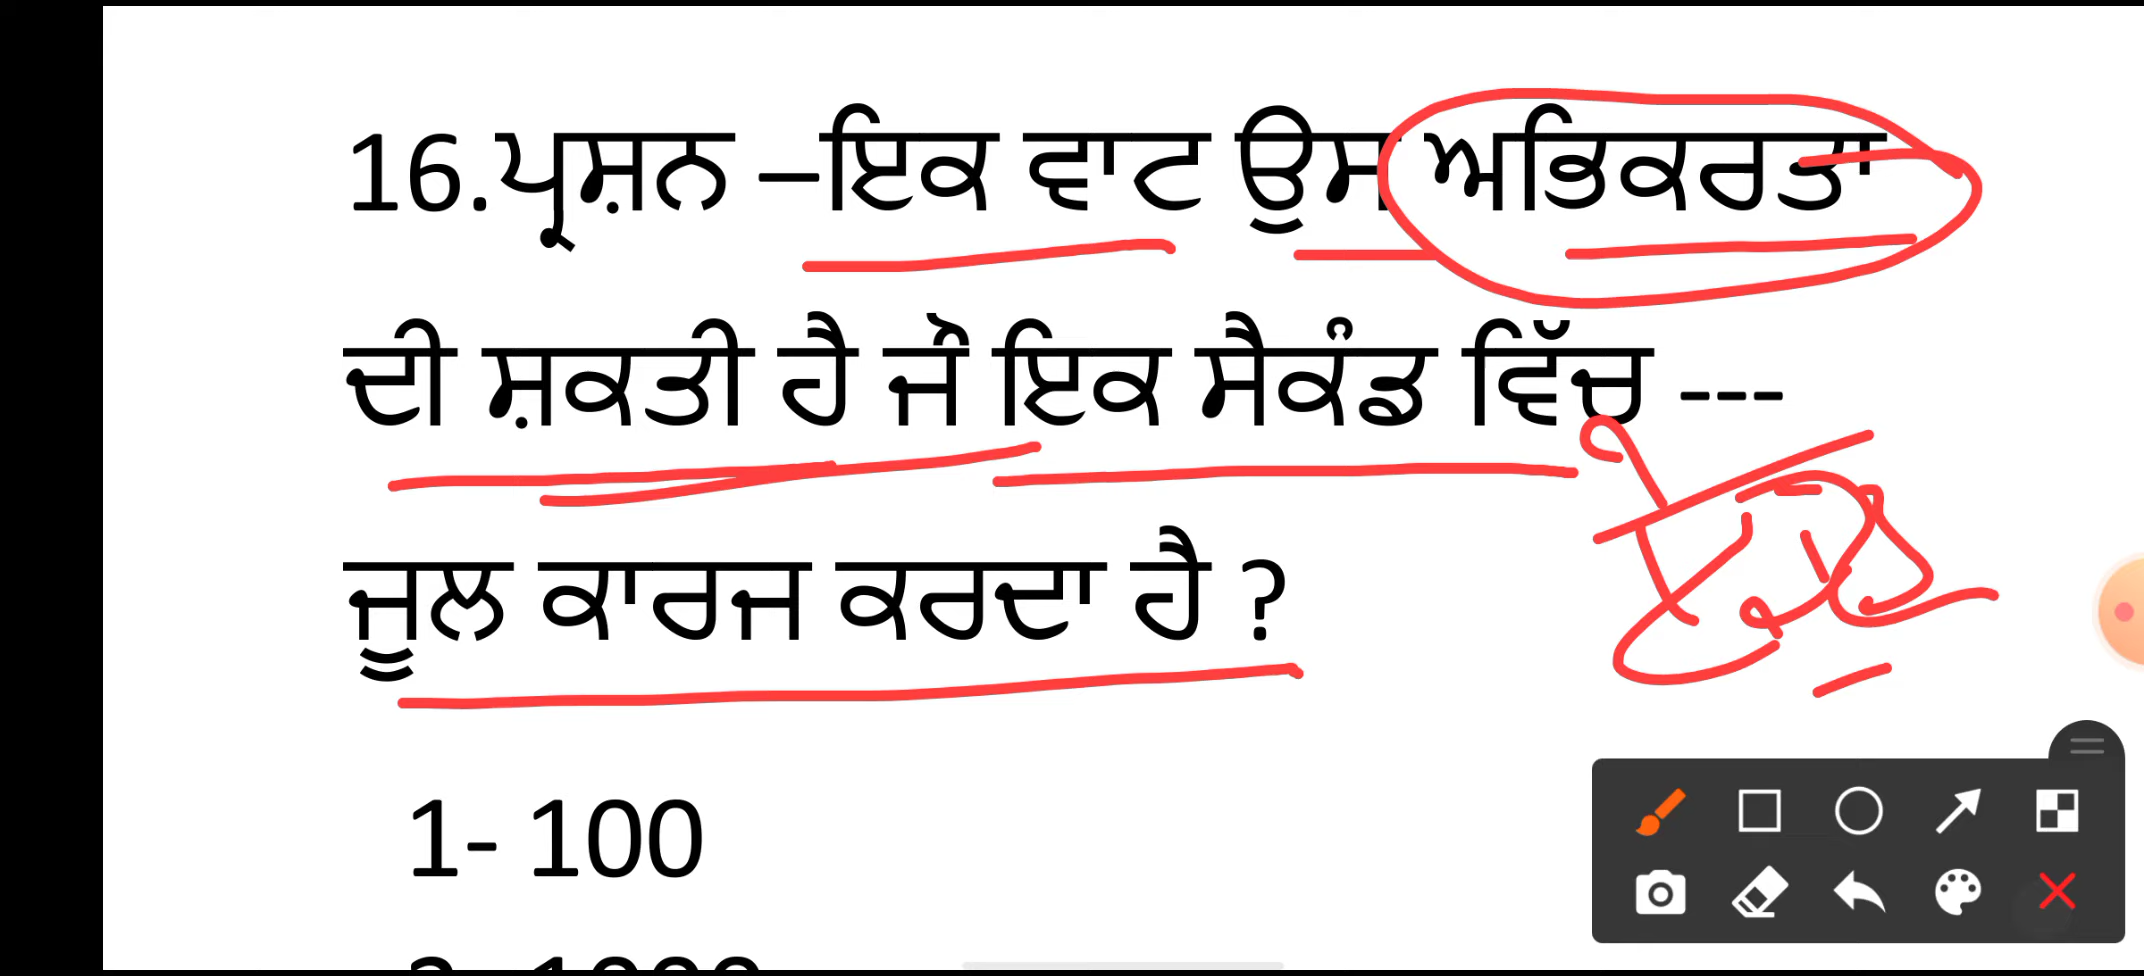 16.ਪ੍ਰਸ਼ਨ –ਇਕ ਵਾਟ ਉਸ ਅਭਿਕਰਤਾ
ਦੀ ਸ਼ਕਤੀ ਹੈ ਜੋ ਇਕ ਸੈਕੰਡ ਵਿੱਚ ---
ਜੂਲ ਕਾਰਜ ਕਰਦਾ ਹੈ ?
1- 100